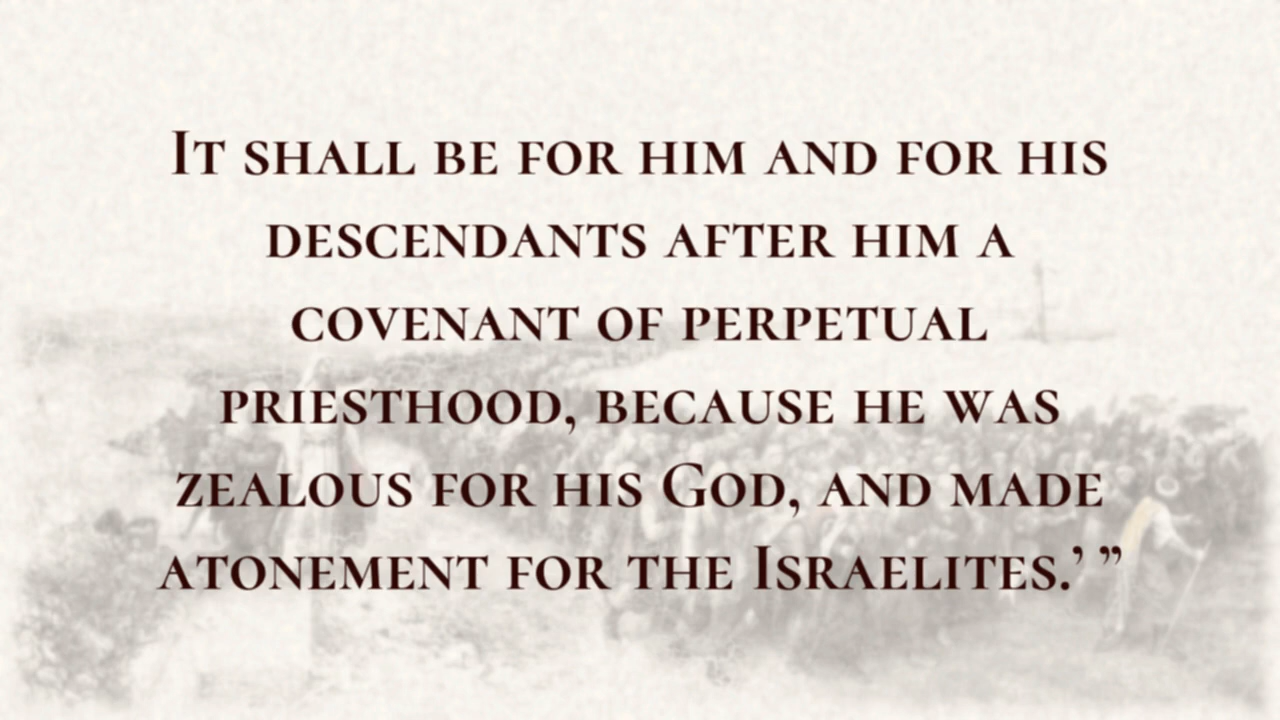 It shall be for him and for his
descendants after him a
covenant of perpetual
priesthood, because he was
zealous for his God, and made
atonement for the Israelites.’ ”